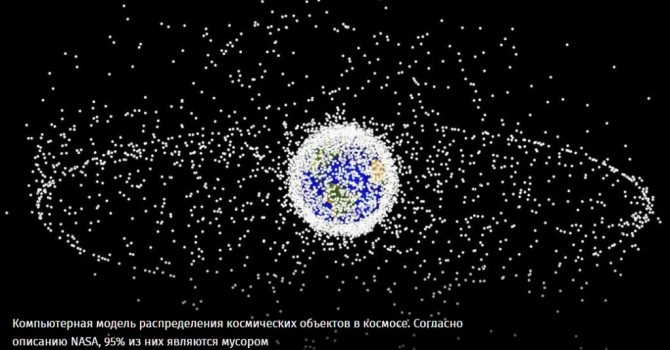 Компьютерная модель распределения космических объектов в космосе. Согласно
описанию NASA, 95% из них являются мусором